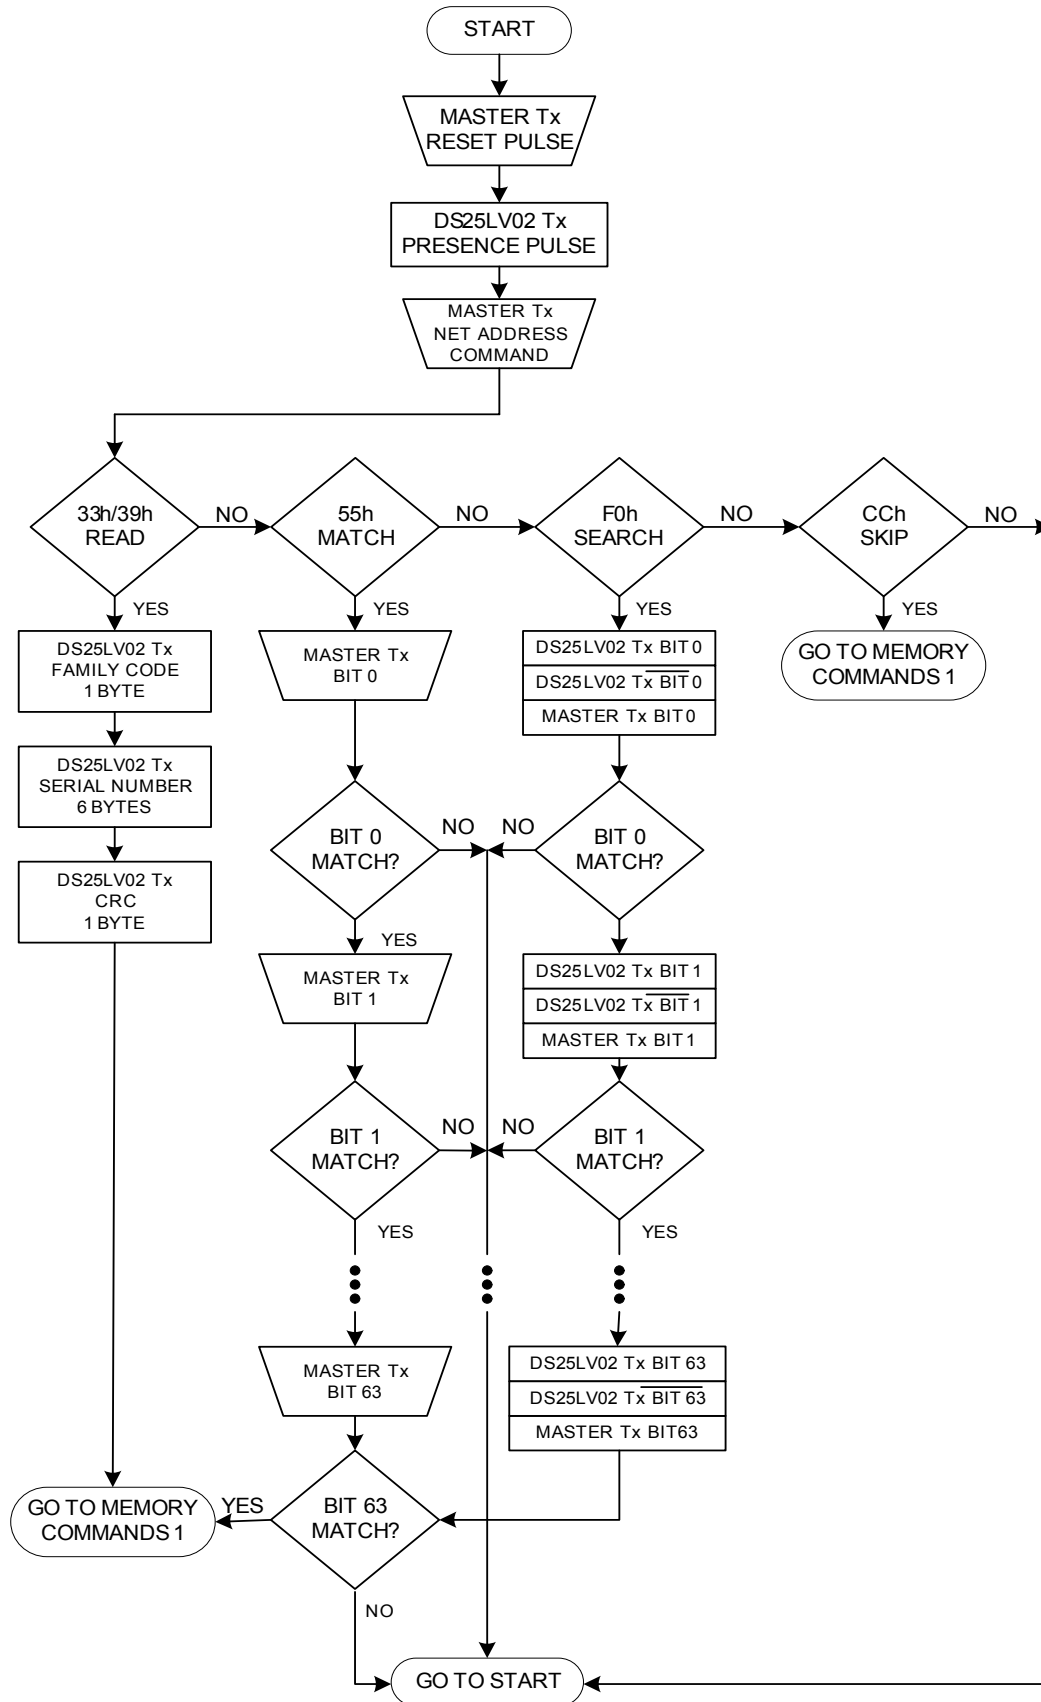 START
MASTER Tx
RESET PULSE
DS25LV02 Tx
PRESENCE PULSE
MASTER Tx
NET ADDRESS
COMMAND
33h/39h
READ
NO
55h
MATCH
NO
F0h
SEARCH
NO
CCh
SKIP
NO
YES
YES
YES
YES
DS25LV02 Tx
FAMILY CODE
1 BYTE
MASTER Tx
BIT 0
DS25LV02 Tx BIT 0
DS25LV02 Tx BIT 0
MASTER Tx BIT 0
GO TO MEMORY
COMMANDS 1
DS25LV02 Tx
SERIAL NUMBER
6 BYTES
BIT 0
MATCH?
NO
NO
BIT 0
MATCH?
DS25LV02 Tx
CRC
1 BYTE
YES
MASTER Tx
BIT 1
DS25LV02 Tx BIT 1
DS25LV02 Tx BIT 1
MASTER Tx BIT 1
BIT 1
MATCH?
NO
NO
BIT 1
MATCH?
YES
YES
MASTER Tx
BIT 63
DS25LV02 Tx BIT 63
DS25LV02 Tx BIT 63
MASTER Tx BIT63
GO TO MEMORY
COMMANDS 1
YES
BIT 63
MATCH?
NO
GO TO START